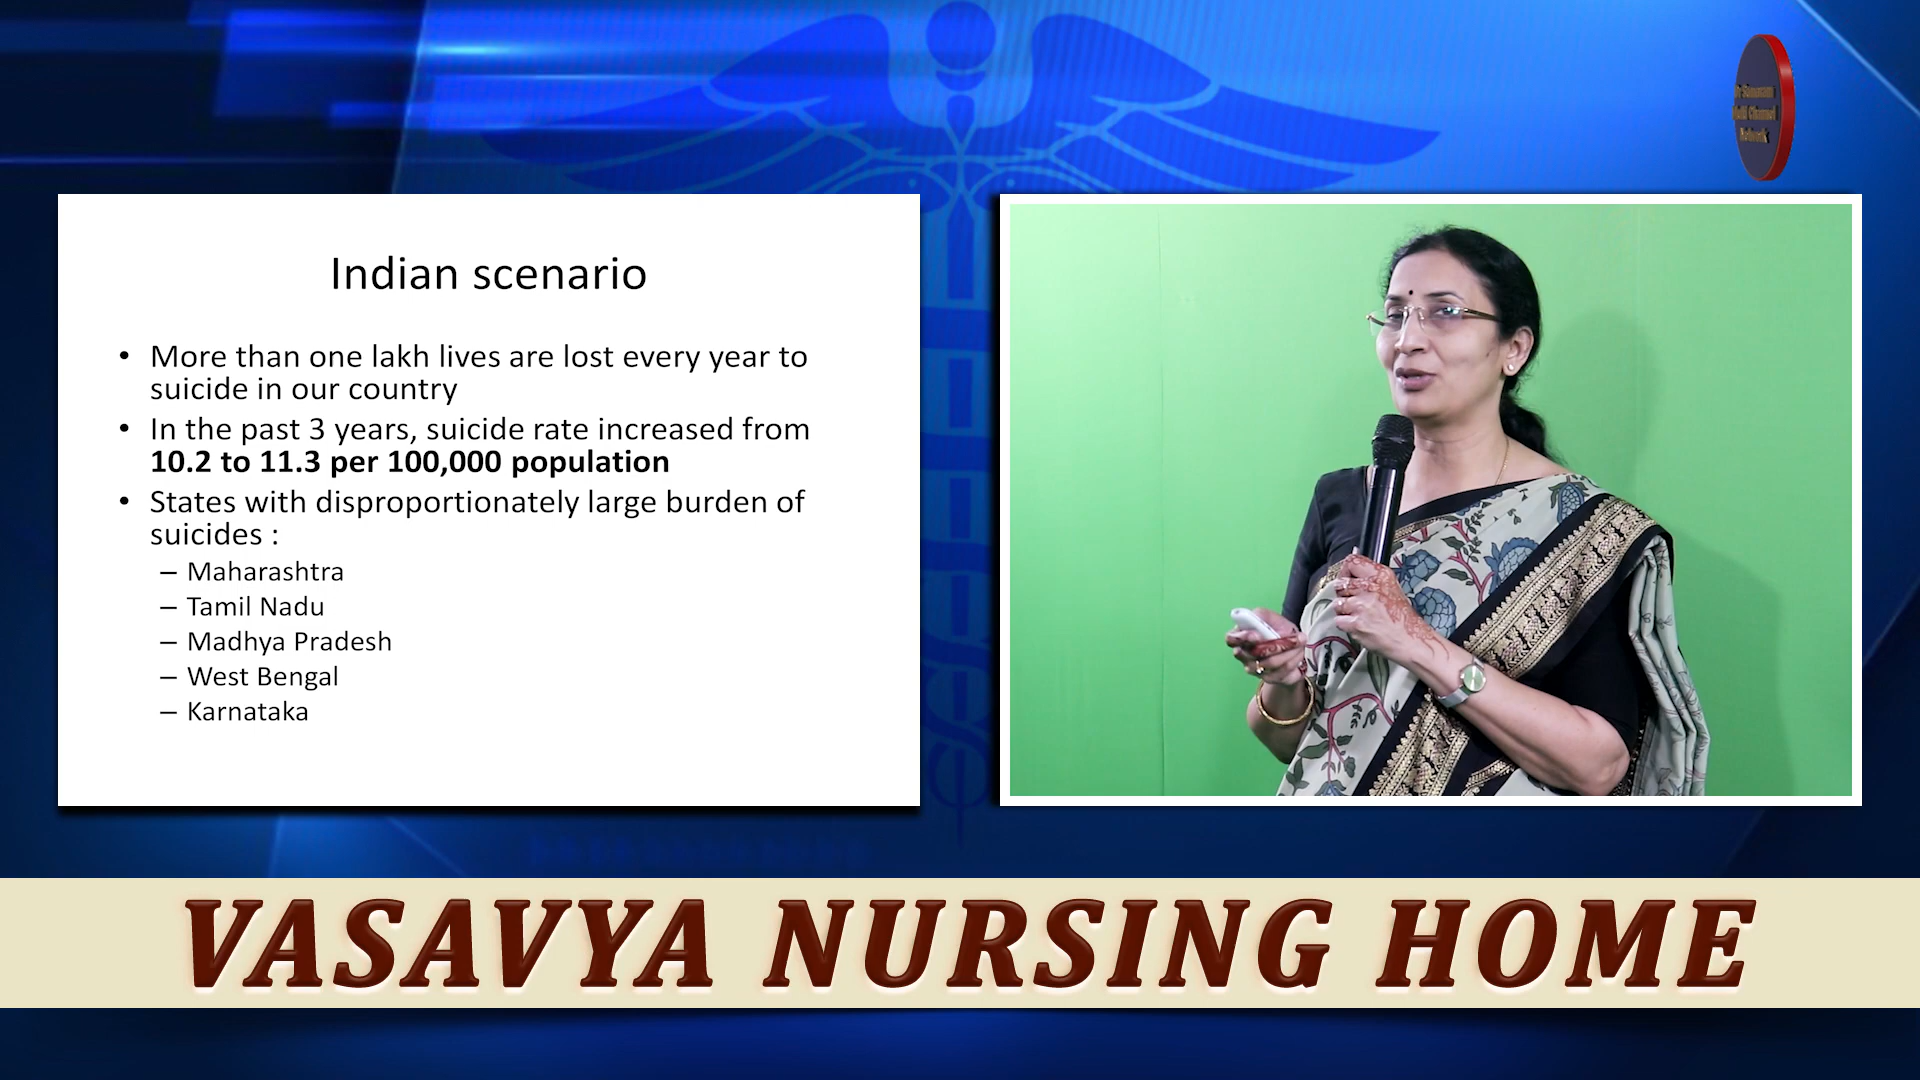 Indian scenario
• More than one lakh lives are lost every year to
suicide in our country
• In the past 3 years, suicide rate increased from
10.2 to 11.3 per 100,000 population
• States with disproportionately large burden of
suicides :
– Maharashtra
– Tamil Nadu
– Madhya Pradesh
– West Bengal
– Karnataka
Network
VASAVYA NURSING HOME